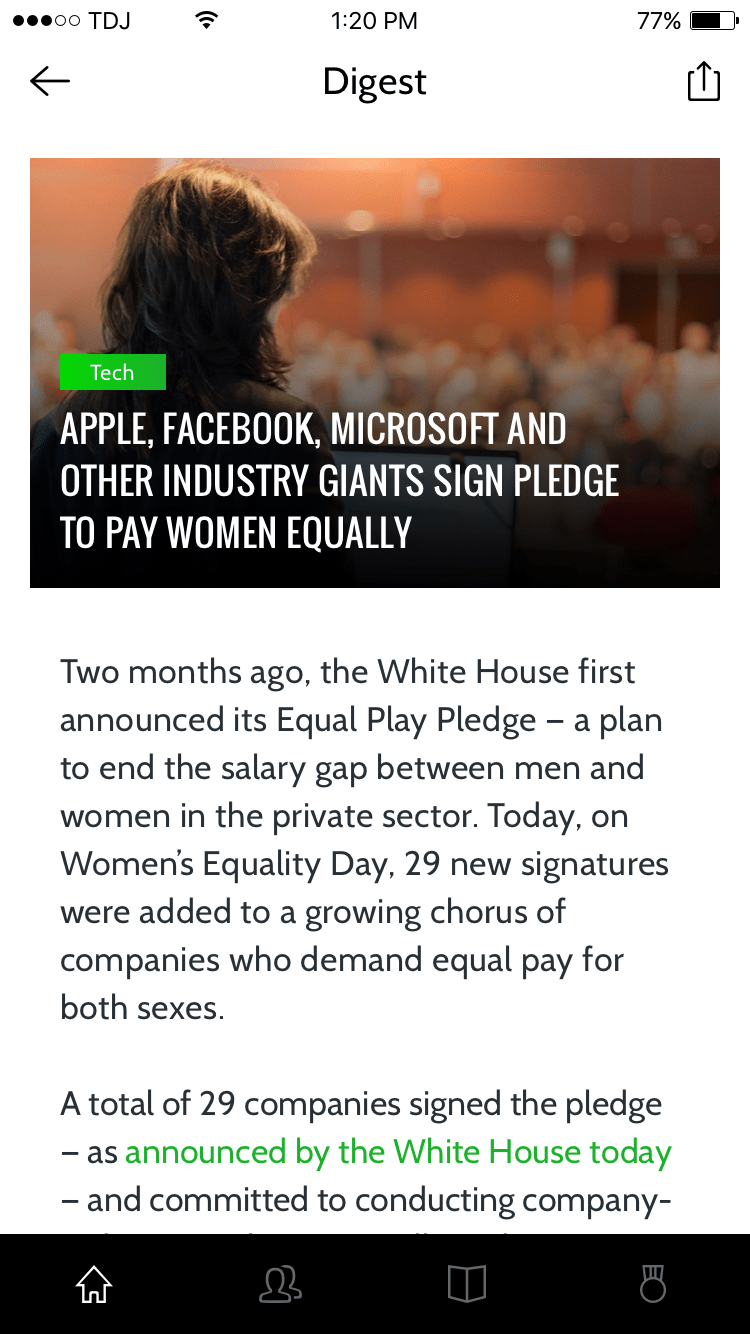 TDJ 1:20 PM 77%
Digest
Tech
APPLE, FACEBOOK, MICROSOFT AND
OTHER INDUSTRY GIANTS SIGN PLEDGE
TO PAY WOMEN EQUALLY
Two months ago, the White House first
announced its Equal Play Pledge – a plan
to end the salary gap between men and
women in the private sector. Today, on
Women's Equality Day, 29 new signatures
were added to a growing chorus of
companies who demand equal pay for
both sexes.
A total of 29 companies signed the pledge
– as announced by the White House today
– and committed to conducting company-